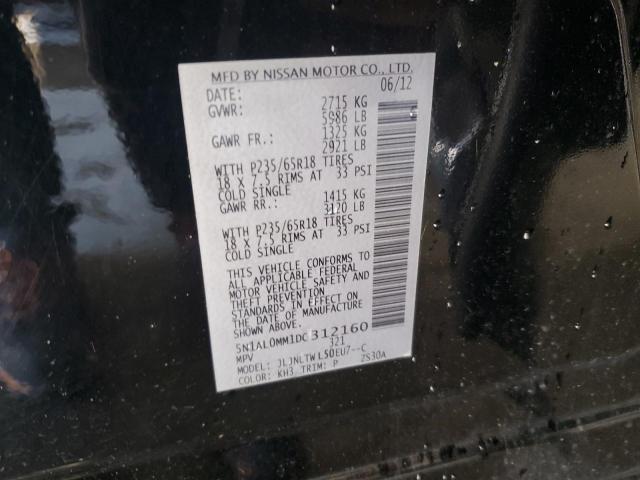 MFD BY NISSAN MOTOR CO., LTD.
DATE: 06/12
GVWR: 2715 KG
5986 LB
GAWR FR.: 1325 KG
2921 LB
WITH P235/65R18 TIRES
18 X 7.5 RIMS AT 33 PSI
COLD SINGLE
GAWR RR.: 1415 KG
3170 LB
WITH P235/65R18 TIRES
18 X 7.5 RIMS AT 33 PSI
COLD SINGLE
THIS VEHICLE CONFORMS TO
ALL APPLICABLE FEDERAL
MOTOR VEHICLE SAFETY AND
THEFT PREVENTION
STANDARDS IN EFFECT ON
THE DATE OF MANUFACTURE
SHOWN ABOVE.
5N1AL0MM1DC312160
MPV 321
MODEL: JLJNLTWL50EU7--C
COLOR: KH3 TRIM: P ZS30A